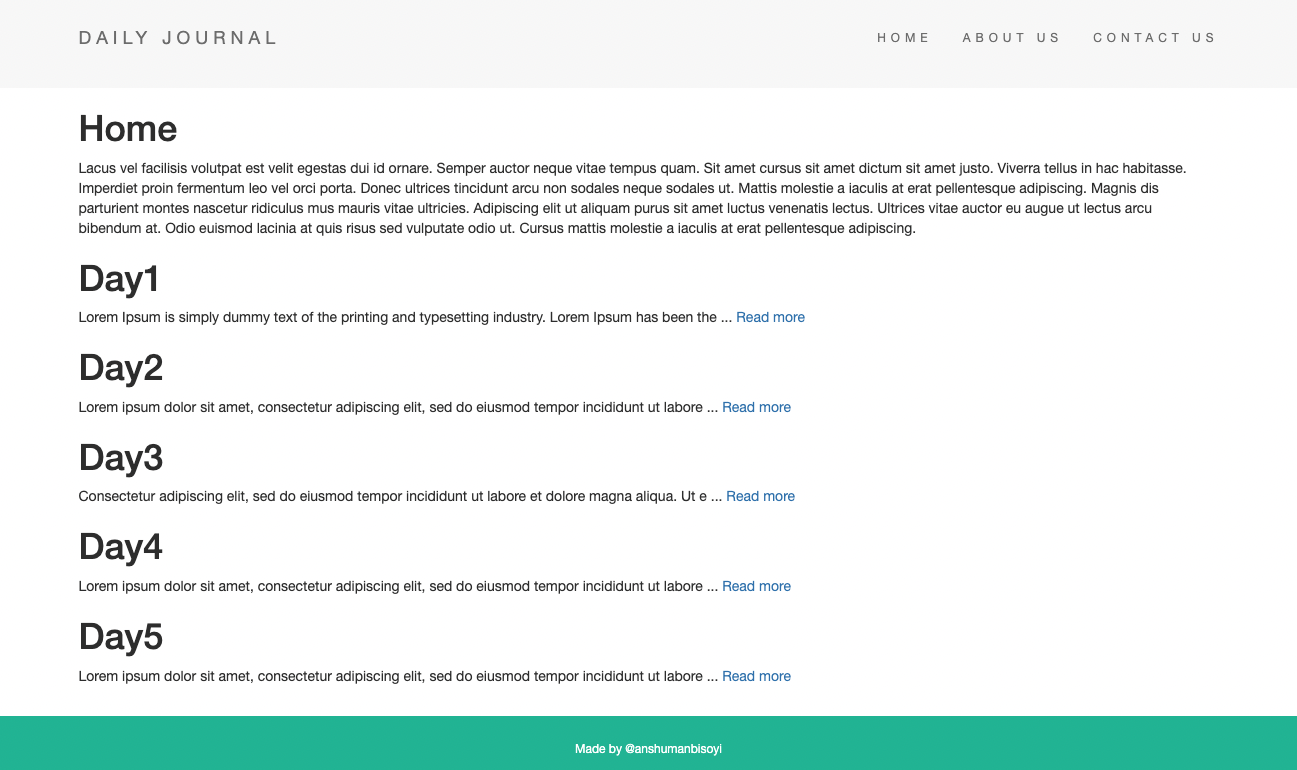 DAILY JOURNAL
HOME ABOUT US CONTACT US
Home
Lacus vel facilisis volutpat est velit egestas dui id ornare. Semper auctor neque vitae tempus quam. Sit amet cursus sit amet dictum sit amet justo. Viverra tellus in hac habitasse.
Imperdiet proin fermentum leo vel orci porta. Donec ultrices tincidunt arcu non sodales neque sodales ut. Mattis molestie a iaculis at erat pellentesque adipiscing. Magnis dis
parturient montes nascetur ridiculus mus mauris vitae ultricies. Adipiscing elit ut aliquam purus sit amet luctus venenatis lectus. Ultrices vitae auctor eu augue ut lectus arcu
bibendum at. Odio euismod lacinia at quis risus sed vulputate odio ut. Cursus mattis molestie a iaculis at erat pellentesque adipiscing.
Day1
Lorem Ipsum is simply dummy text of the printing and typesetting industry. Lorem Ipsum has been the ... Read more
Day2
Lorem ipsum dolor sit amet, consectetur adipiscing elit, sed do eiusmod tempor incididunt ut labore ... Read more
Day3
Consectetur adipiscing elit, sed do eiusmod tempor incididunt ut labore et dolore magna aliqua. Ut e ... Read more
Day4
Lorem ipsum dolor sit amet, consectetur adipiscing elit, sed do eiusmod tempor incididunt ut labore ... Read more
Day5
Lorem ipsum dolor sit amet, consectetur adipiscing elit, sed do eiusmod tempor incididunt ut labore ... Read more
Made by @anshumanbisoyi